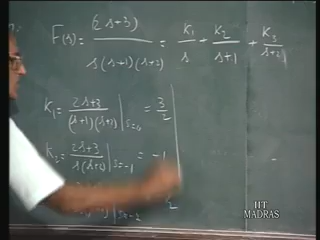 F(s) = (2s+3) / s(s+1)(s+2) = K1/s + K2/s+1 + K3/s+2
K1 = 2s+3 / (s+1)(s+2) |s=0 = 3/2
K2 = 2s+3 / s(s+2) |s=-1 = -1
s=-2
2
IIT
MADRAS